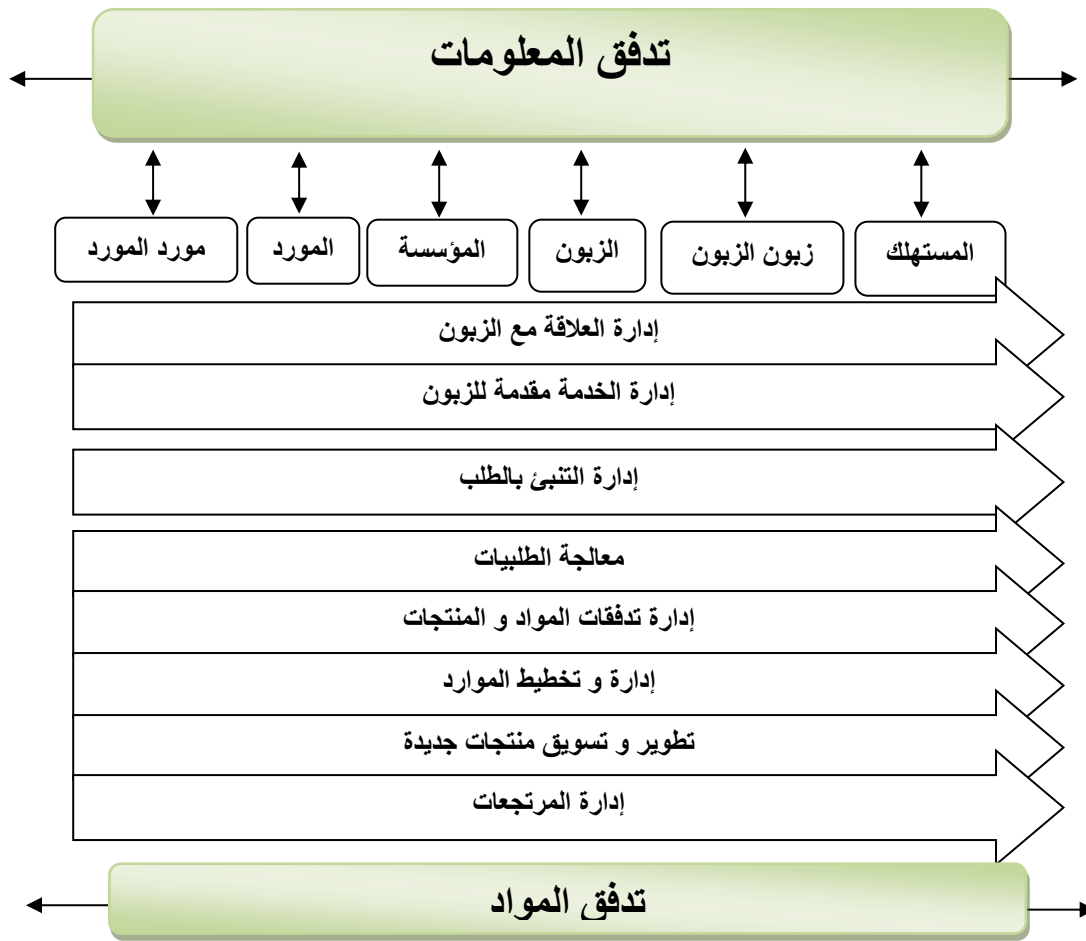 تدفق المعلومات
المستهلك
زبون الزبون
الزبون
المؤسسة
المورد
مورد المورد
إدارة العلاقة مع الزبون
إدارة الخدمة مقدمة للزبون
إدارة التنبئ بالطلب
معالجة الطلبيات
إدارة تدفقات المواد و المنتجات
إدارة و تخطيط الموارد
تطوير و تسويق منتجات جديدة
إدارة المرتجعات
تدفق المواد